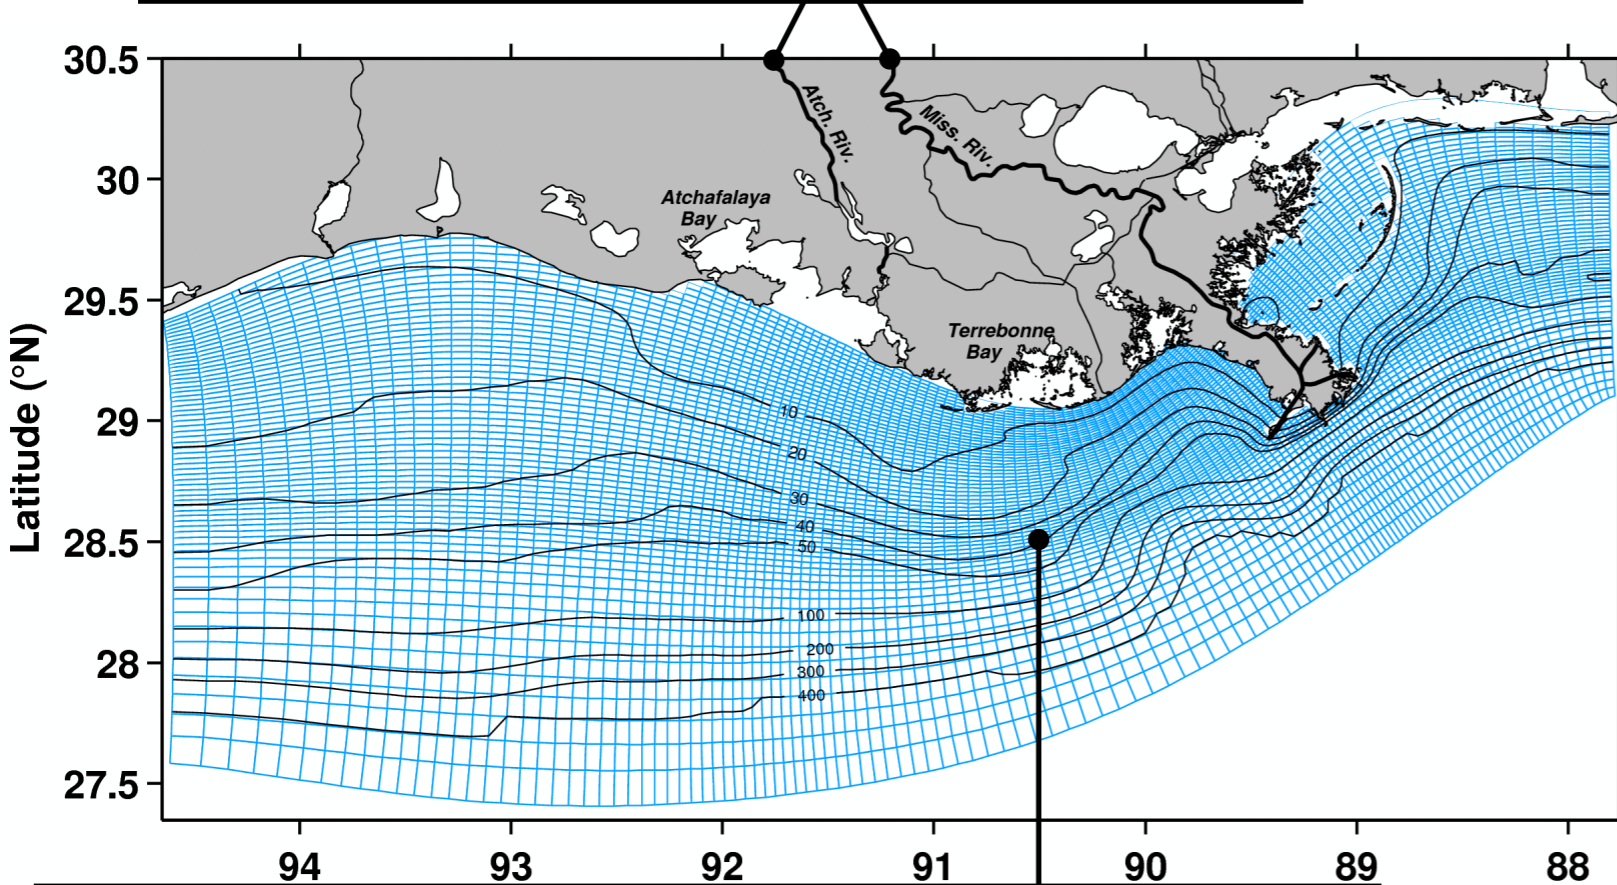 30.5
Atch. Riv.
Miss. Riv.
30
Atchafalaya
Bay
29.5
Terrebonne
Bay
Latitude (°N)
29
10
20
30
40
28.5
50
100
200
28
300
400
27.5
94 93 92 91 90 89 88